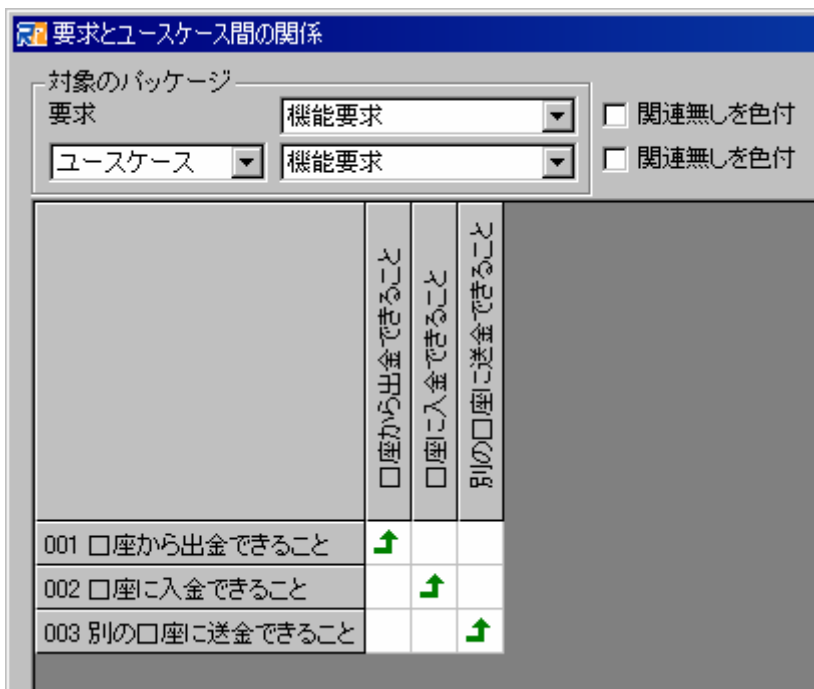 要求とユースケース間の関係
対象のパッケージ
要求
機能要求
関連無しを色付
ユースケース
機能要求
関連無しを色付
口座から出金できること
口座に入金できること
別の口座に送金できること
001 口座から出金できること
002 口座に入金できること
003 別の口座に送金できること